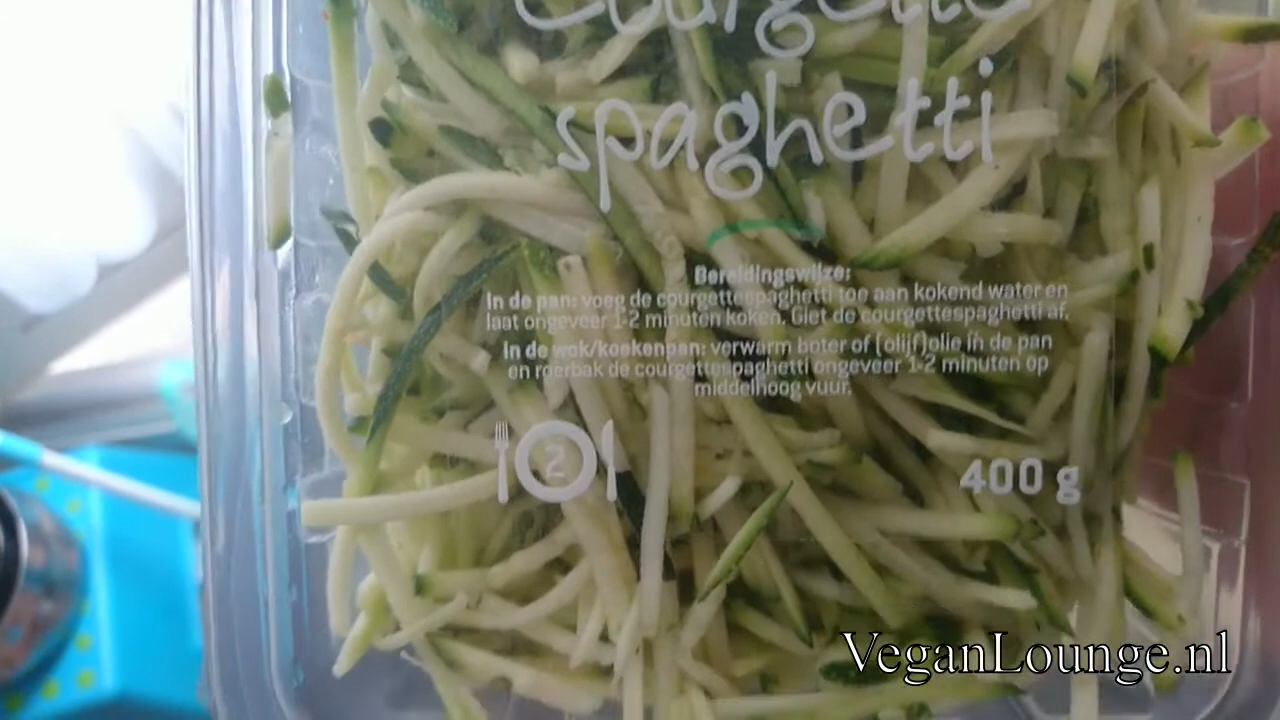 courgette
spaghetti
Bereidingswijze:
In de pan: voeg de courgettespaghetti toe aan kokend water en
laat ongeveer 1-2 minuten koken. Giet de courgettespaghetti af.
In de wok/koekenpan: verwarm boter of (olijf)olie in de pan
en roerbak de courgettespaghetti ongeveer 1-2 minuten op
middelhoog vuur.
2
400 g
VeganLounge.nl